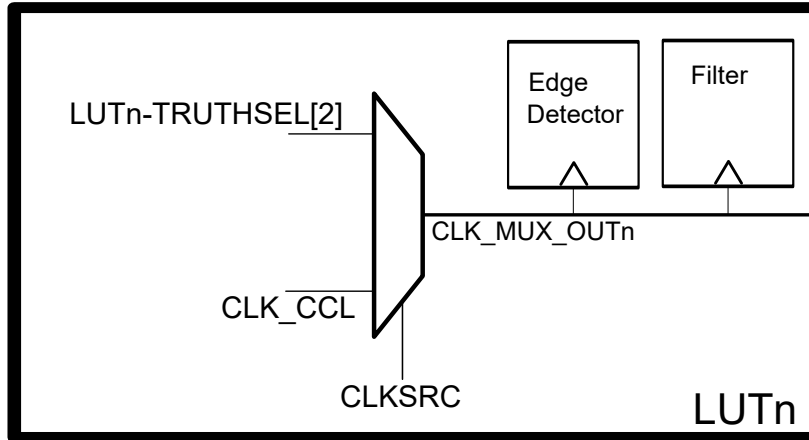 LUTn-TRUTHSEL[2]
Edge
Detector
Filter
CLK_MUX_OUTn
CLK_CCL
CLKSRC
LUTn